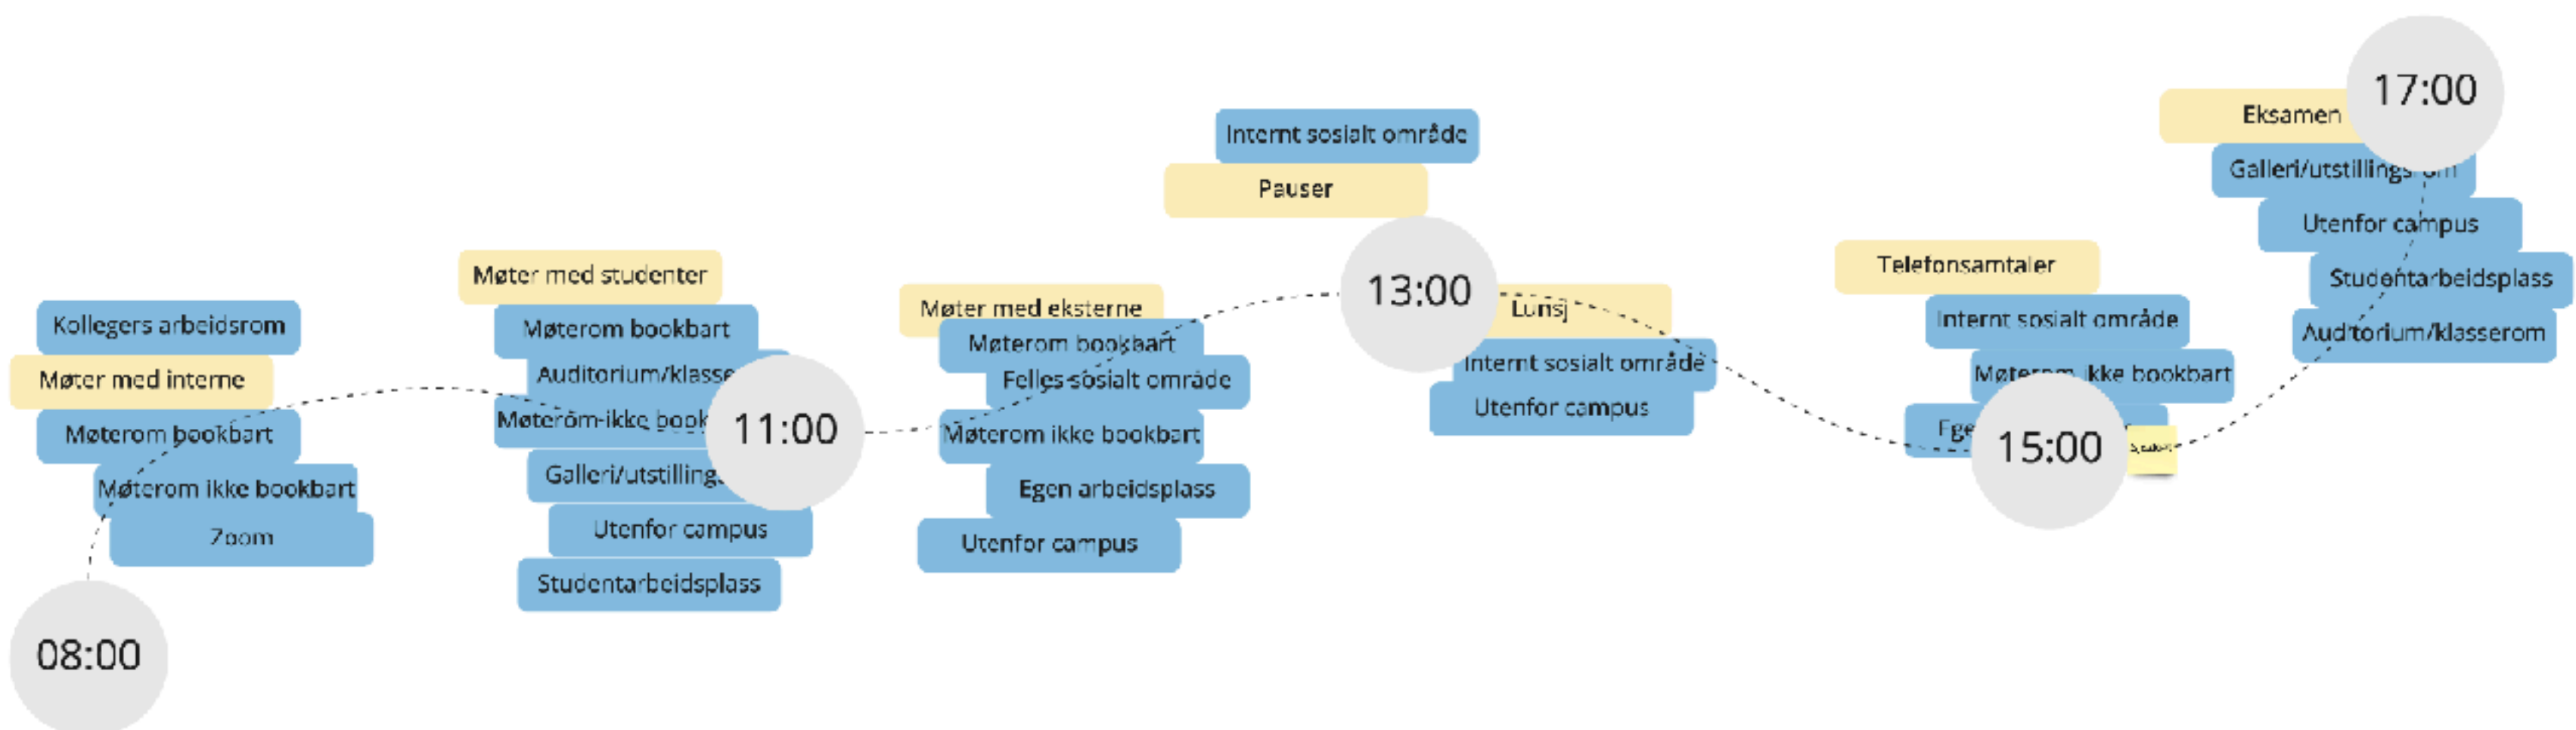 Kollegers arbeidsrom
Møter med interne
Møterom bookbart
Møterom ikke bookbart
Zoom
08:00
Møter med studenter
Møterom bookbart
Auditorium/klasse
Møterom ikke book
Galleri/utstillings
Utenfor campus
Studentarbeidsplass
11:00
Møter med eksterne
Møterom bookbart
Felles sosialt område
Møterom ikke bookbart
Egen arbeidsplass
Utenfor campus
Internt sosialt område
Pauser
13:00
Lunsj
Internt sosialt område
Utenfor campus
Telefonsamtaler
Internt sosialt område
Møterom ikke bookbart
Ege
15:00
17:00
Eksamen
Galleri/utstillingsrom
Utenfor campus
Studentarbeidsplass
Auditorium/klasserom